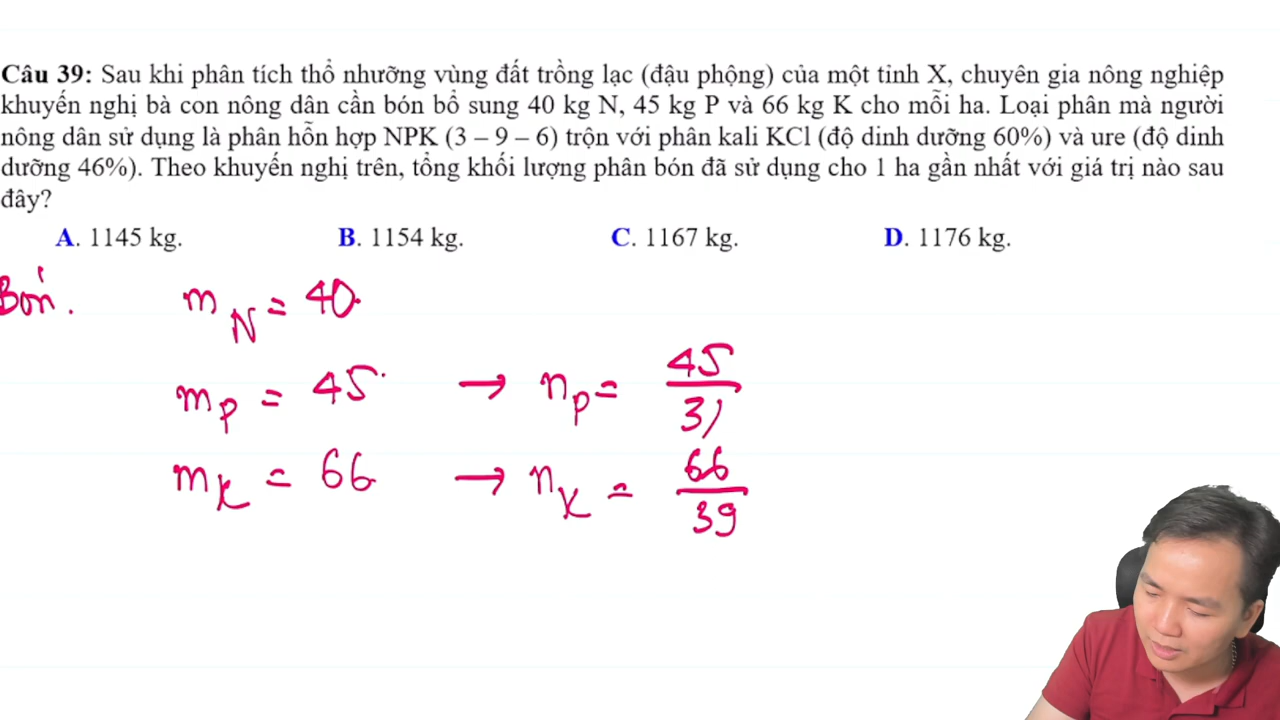 Câu 39: Sau khi phân tích thổ nhưỡng vùng đất trồng lạc (đậu phộng) của một tỉnh X, chuyên gia nông nghiệp
khuyến nghị bà con nông dân cần bón bổ sung 40 kg N, 45 kg P và 66 kg K cho mỗi ha. Loại phân mà người
nông dân sử dụng là phân hỗn hợp NPK (3 – 9 – 6) trộn với phân kali KCl (độ dinh dưỡng 60%) và ure (độ dinh
dưỡng 46%). Theo khuyến nghị trên, tổng khối lượng phân bón đã sử dụng cho 1 ha gần nhất với giá trị nào sau
đây?
A. 1145 kg. B. 1154 kg. C. 1167 kg. D. 1176 kg.
Bón. m_N = 40
m_P = 45 → n_P = 45/31
m_K = 66 → n_K = 66/39